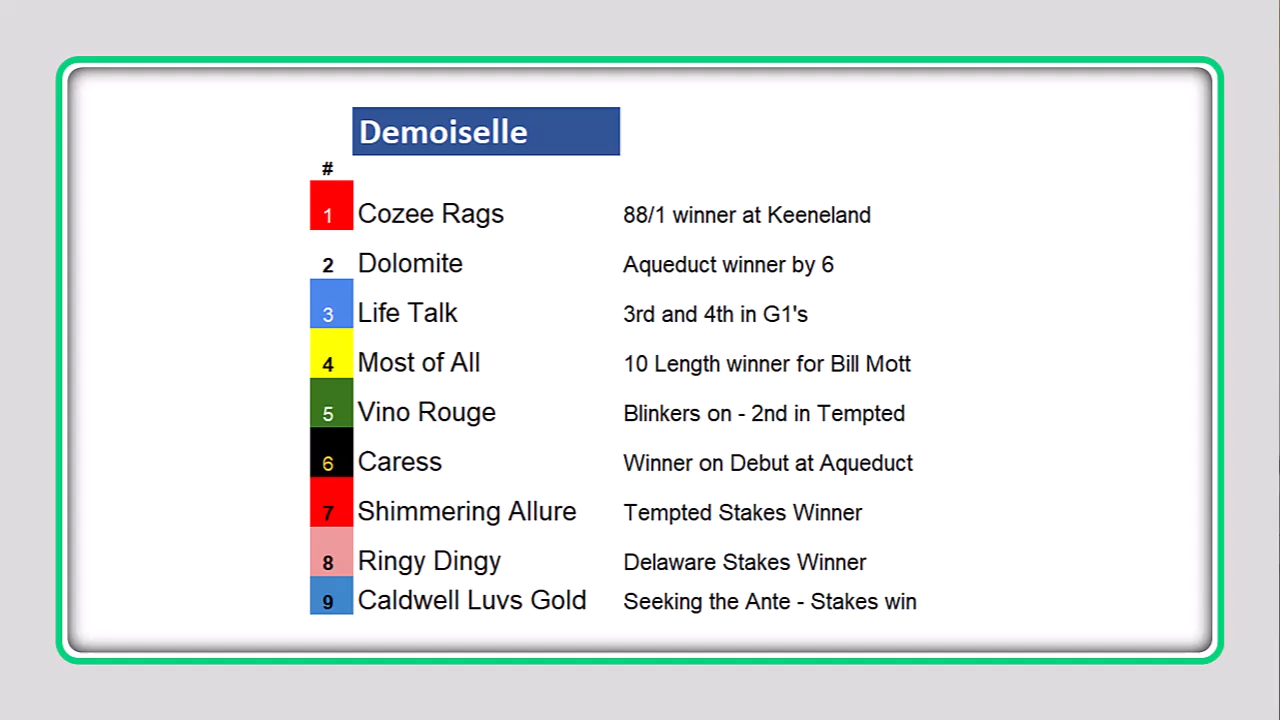 Demoiselle
#
1 Cozee Rags 88/1 winner at Keeneland
2 Dolomite Aqueduct winner by 6
3 Life Talk 3rd and 4th in G1's
4 Most of All 10 Length winner for Bill Mott
5 Vino Rouge Blinkers on - 2nd in Tempted
6 Caress Winner on Debut at Aqueduct
7 Shimmering Allure Tempted Stakes Winner
8 Ringy Dingy Delaware Stakes Winner
9 Caldwell Luvs Gold Seeking the Ante - Stakes win